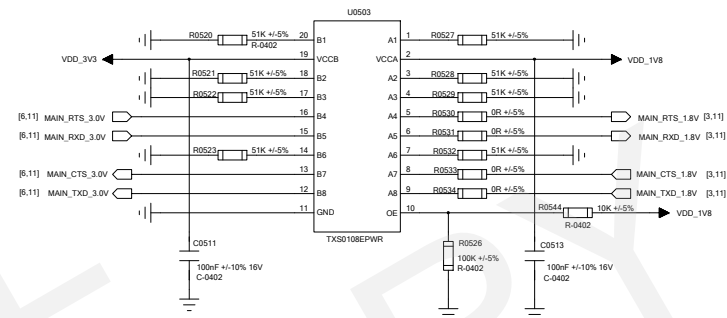 U0503
R0520 51K +/-5% 20 B1 A1 1 R0527 51K +/-5%
R-0402
VDD_3V3 19 VCCB VCCA 2 VDD_1V8
R0521 51K +/-5% 18 B2 A2 3 R0528 51K +/-5%
R0522 51K +/-5% 17 B3 A3 4 R0529 51K +/-5%
[6,11] MAIN_RTS_3.0V 16 B4 A4 5 R0530 0R +/-5% MAIN_RTS_1.8V [3,11]
[6,11] MAIN_RXD_3.0V 15 B5 A5 6 R0531 0R +/-5% MAIN_RXD_1.8V [3,11]
R0523 51K +/-5% 14 B6 A6 7 R0532 51K +/-5%
[6,11] MAIN_CTS_3.0V 13 B7 A7 8 R0533 0R +/-5% MAIN_CTS_1.8V [3,11]
[6,11] MAIN_TXD_3.0V 12 B8 A8 9 R0534 0R +/-5% MAIN_TXD_1.8V [3,11]
11 GND OE 10 R0544 10K +/-5% VDD_1V8
R-0402
TXS0108EPWR
C0511 R0526 C0513
100nF +/-10% 16V 100K +/-5% 100nF +/-10% 16V
C-0402 R-0402 C-0402